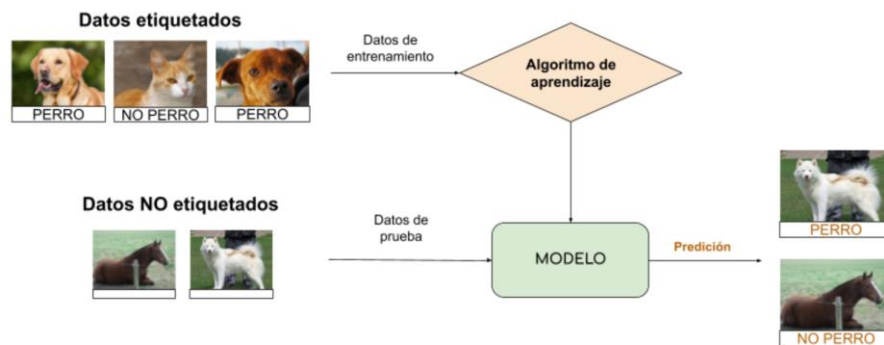 Datos etiquetados
PERRO
NO PERRO
PERRO
Datos de
entrenamiento
Algoritmo de
aprendizaje
Datos NO etiquetados
Datos de
prueba
MODELO
Predición
PERRO
NO PERRO